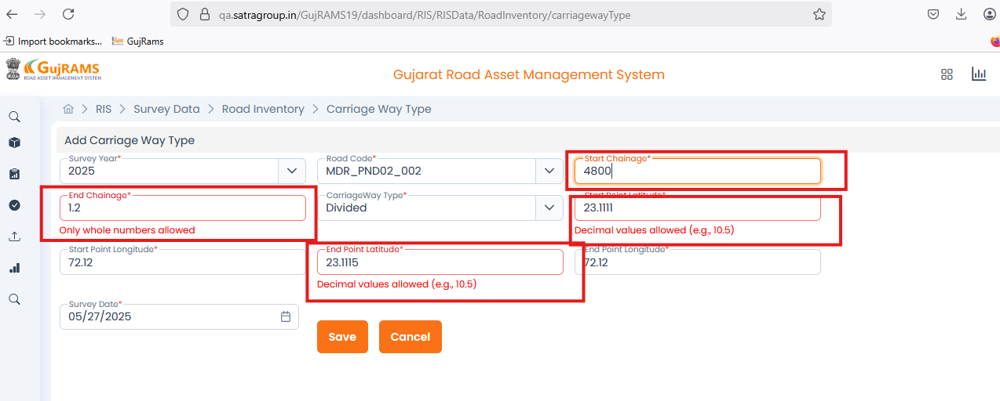 qa.satragroup.in/GujRAMS19/dashboard/RIS/RISData/RoadInventory/carriagewayType
Import bookmarks... GujRams
GUJRAMS
ROAD ASSET MANAGEMENT SYSTEM
Gujarat Road Asset Management System
RIS > Survey Data > Road Inventory > Carriage Way Type
Add Carriage Way Type
Survey Year* Road Code* Start Chainage*
2025 MDR_PND02_002 4800
End Chainage* CarriageWay Type* Start Point Latitude*
1.2 Divided 23.1111
Only whole numbers allowed Decimal values allowed (e.g., 10.5)
Start Point Longitude* End Point Latitude* End Point Longitude*
72.12 23.1115 72.12
Decimal values allowed (e.g., 10.5)
Survey Date*
05/27/2025
Save Cancel